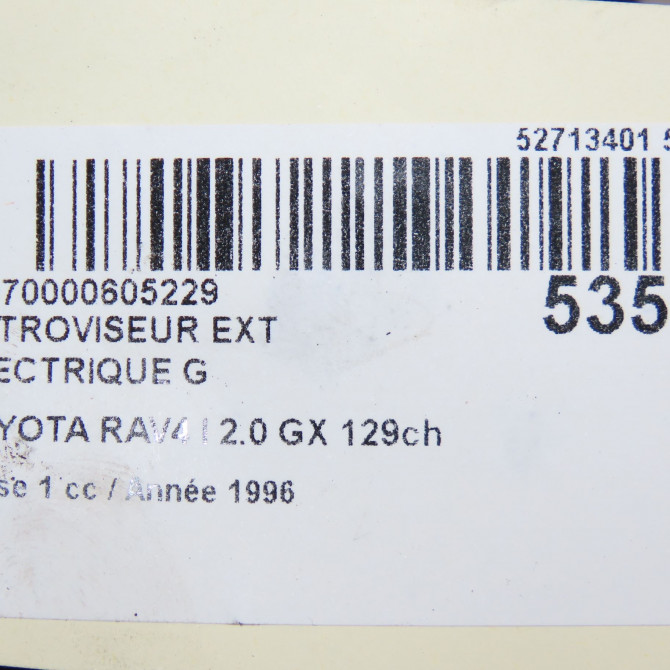 52713401 5
70000605229
535
TROVISEUR EXT
ECTRIQUE G
YOTA RAV4 I 2.0 GX 129ch
se 1 cc / Année 1996